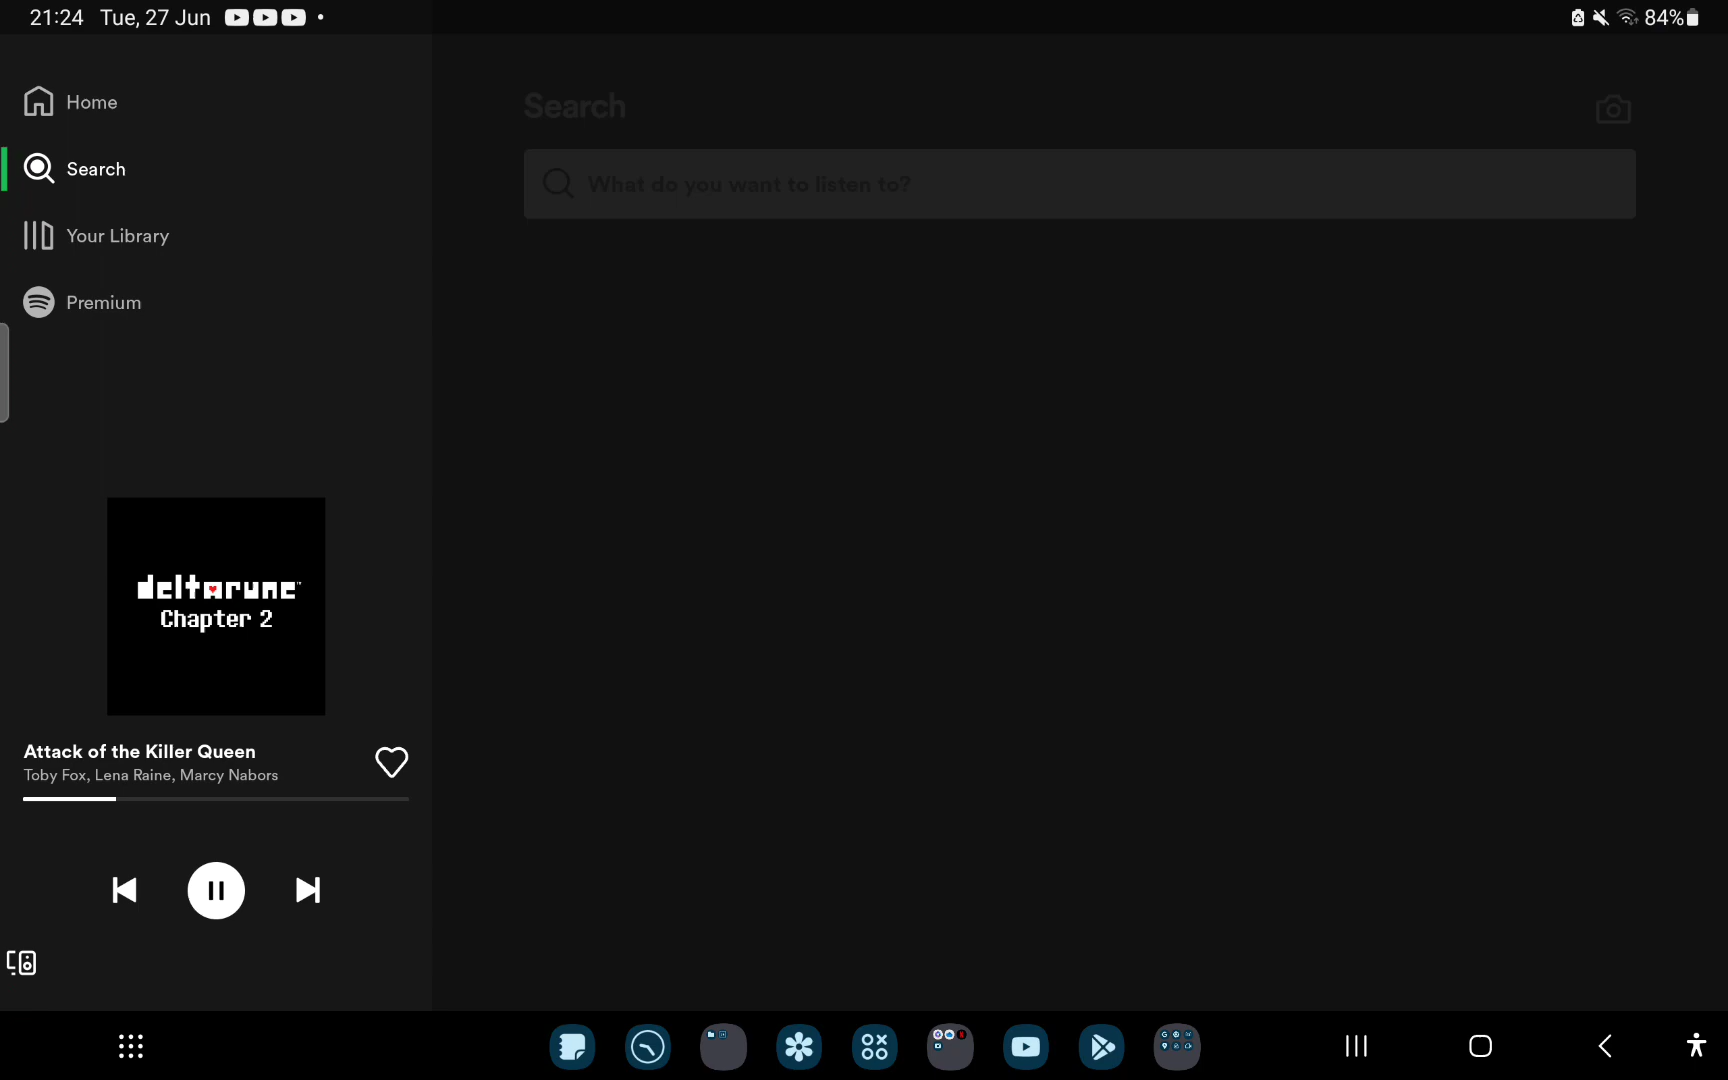 21:24 Tue, 27 Jun
84%
Home
Search
Your Library
Premium
Search
What do you want to listen to?
deltarune™
Chapter 2
Attack of the Killer Queen
Toby Fox, Lena Raine, Marcy Nabors